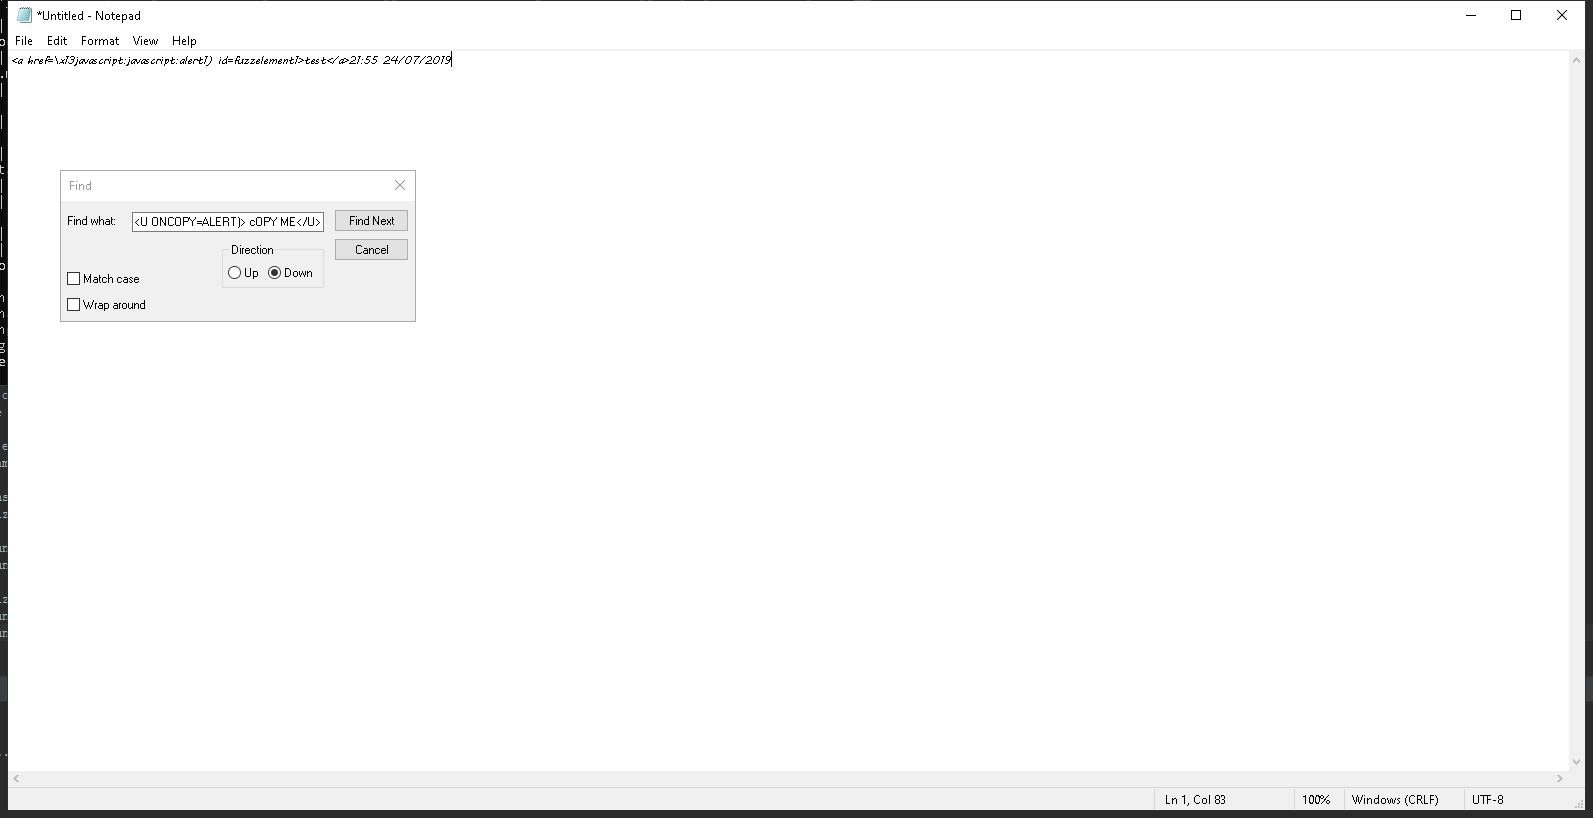 *Untitled - Notepad
File Edit Format View Help
<a href=\x13javascript:javascript:alert1) id=fuzzelement1>test</a>21:55 24/07/2019
Find
Find what: <U ONCOPY=ALERT)> cOPY ME</U> Find Next
Direction Cancel
Up Down
Match case
Wrap around
Ln 1, Col 83 100% Windows (CRLF) UTF-8